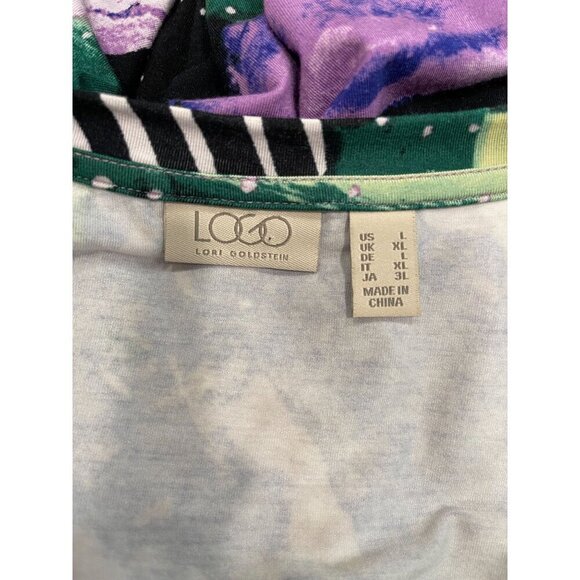 LOGO
LORI GOLDSTEIN
US L
UK XL
DE L
IT XL
JA 3L
MADE IN
CHINA